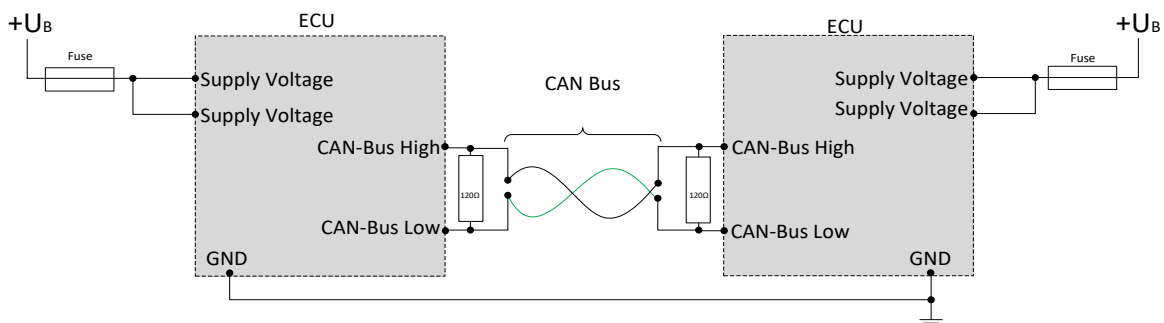 +UB
Fuse
ECU
Supply Voltage
Supply Voltage
CAN-Bus High
120Ω
CAN-Bus Low
GND
CAN Bus
ECU
+UB
Fuse
Supply Voltage
Supply Voltage
CAN-Bus High
120Ω
CAN-Bus Low
GND